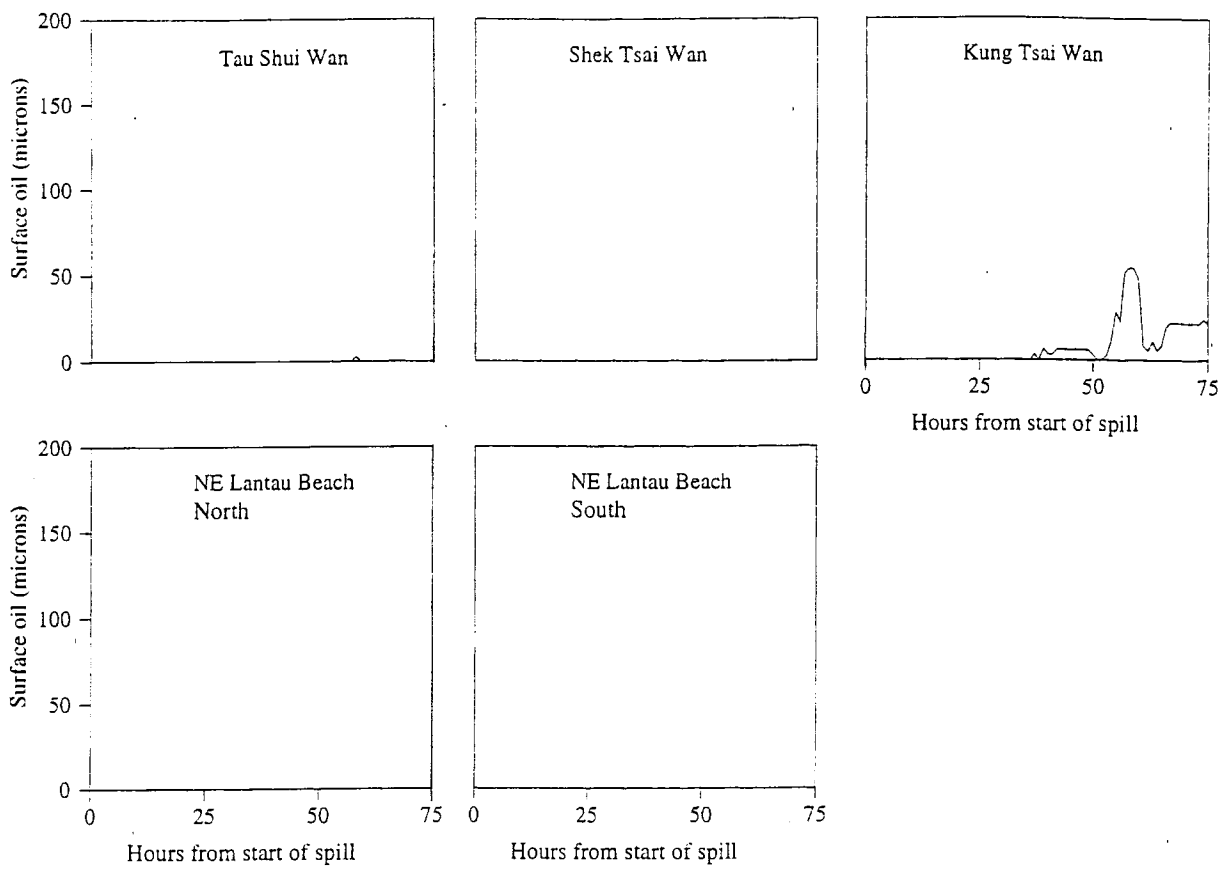 Surface oil (microns)
200
150
100
50
0
Tau Shui Wan
Shek Tsai Wan
Kung Tsai Wan
0 25 50 75
Hours from start of spill
Surface oil (microns)
200
150
100
50
0
NE Lantau Beach
North
NE Lantau Beach
South
0 25 50 75
Hours from start of spill
0 25 50 75
Hours from start of spill